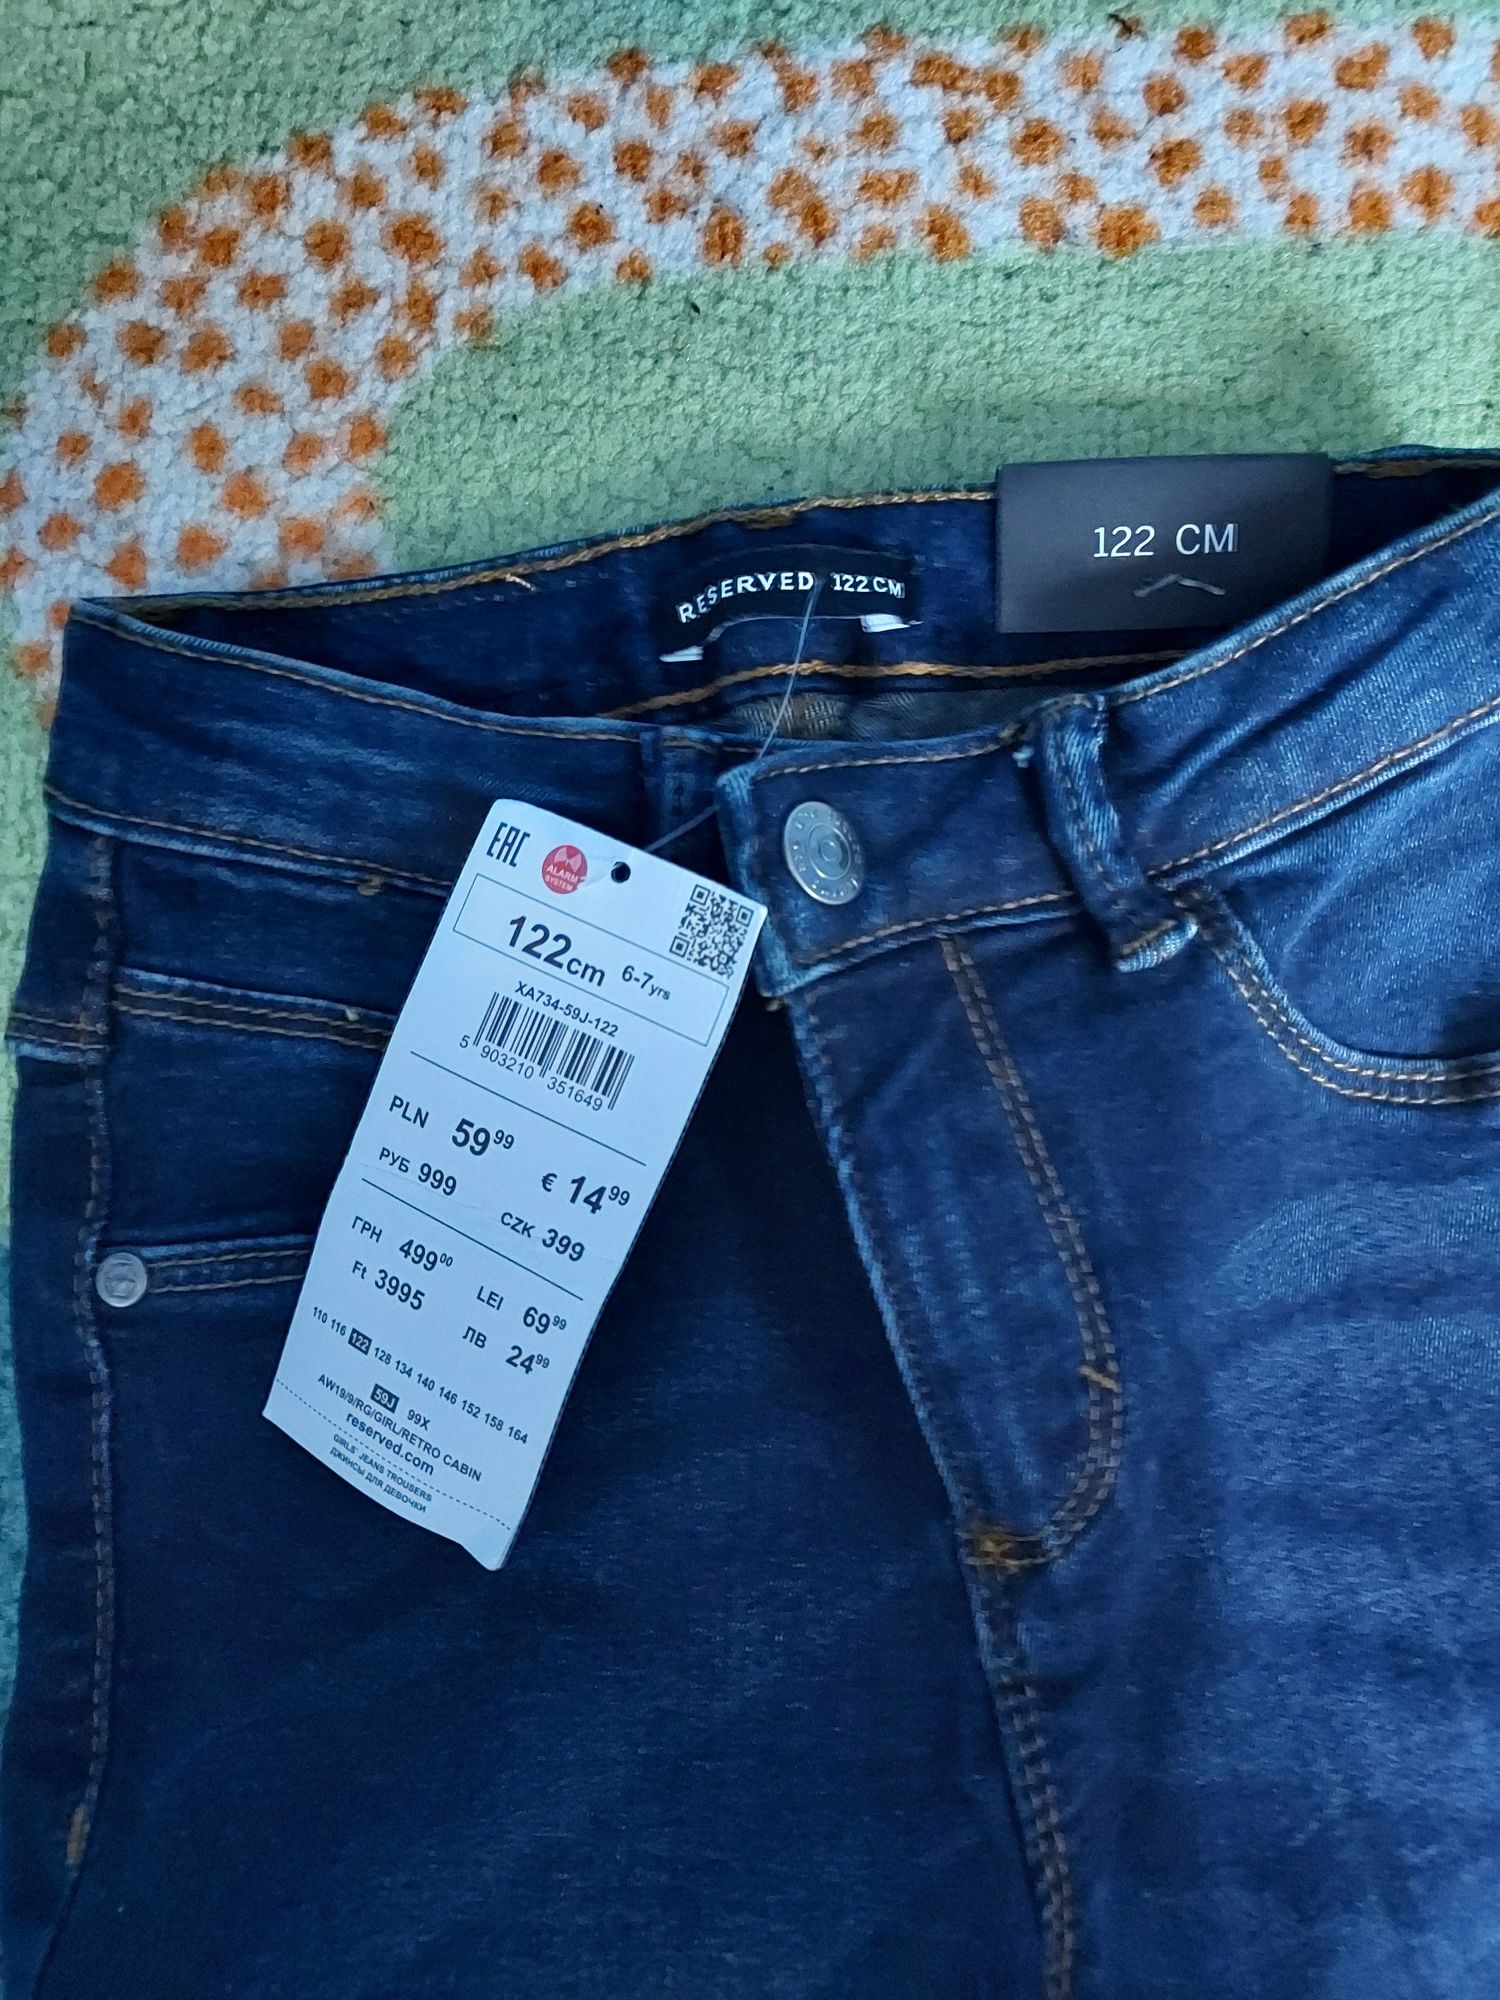 122 CM
RESERVED 122 CM
EAC
ALARM
SYSTEM
122cm 6-7yrs
XA734-59J-122
5 903210 351649
PLN 59 99
€ 14 99
РУБ 999
CZK 399
ГРН 499 00
LEI 69 99
Ft 3995
ЛВ 24 99
110 116 122 128 134 140 146 152 158 164
59J 99X
AW19/9/RG/GIRL/RETRO CABIN
reserved.com
GIRLS` JEANS TROUSERS
ДЖИНСЫ ДЛЯ ДЕВОЧКИ